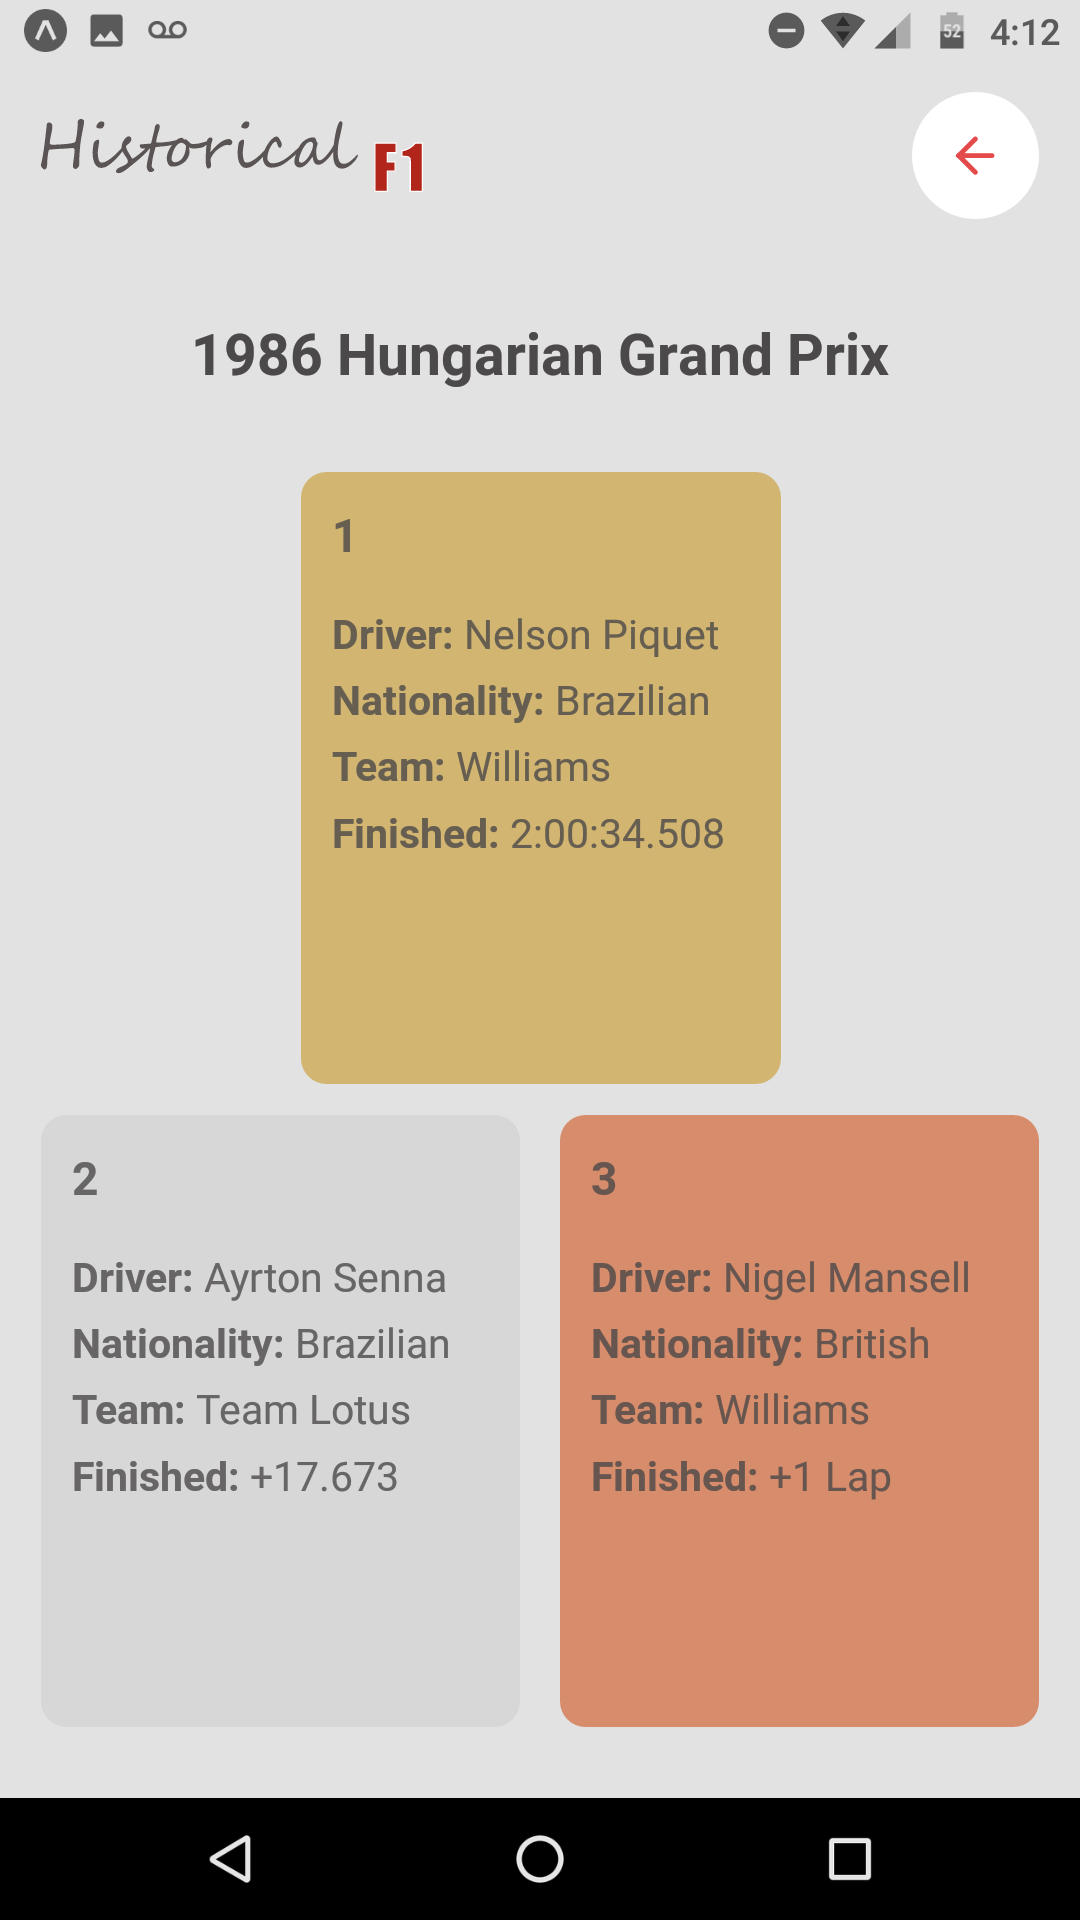 52 4:12
Historical F1
1986 Hungarian Grand Prix
1
Driver: Nelson Piquet
Nationality: Brazilian
Team: Williams
Finished: 2:00:34.508
2
Driver: Ayrton Senna
Nationality: Brazilian
Team: Team Lotus
Finished: +17.673
3
Driver: Nigel Mansell
Nationality: British
Team: Williams
Finished: +1 Lap